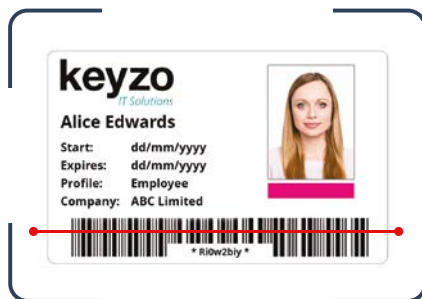 keyzo
IT Solutions
Alice Edwards
Start: dd/mm/yyyy
Expires: dd/mm/yyyy
Profile: Employee
Company: ABC Limited
* Ri0w2biy *